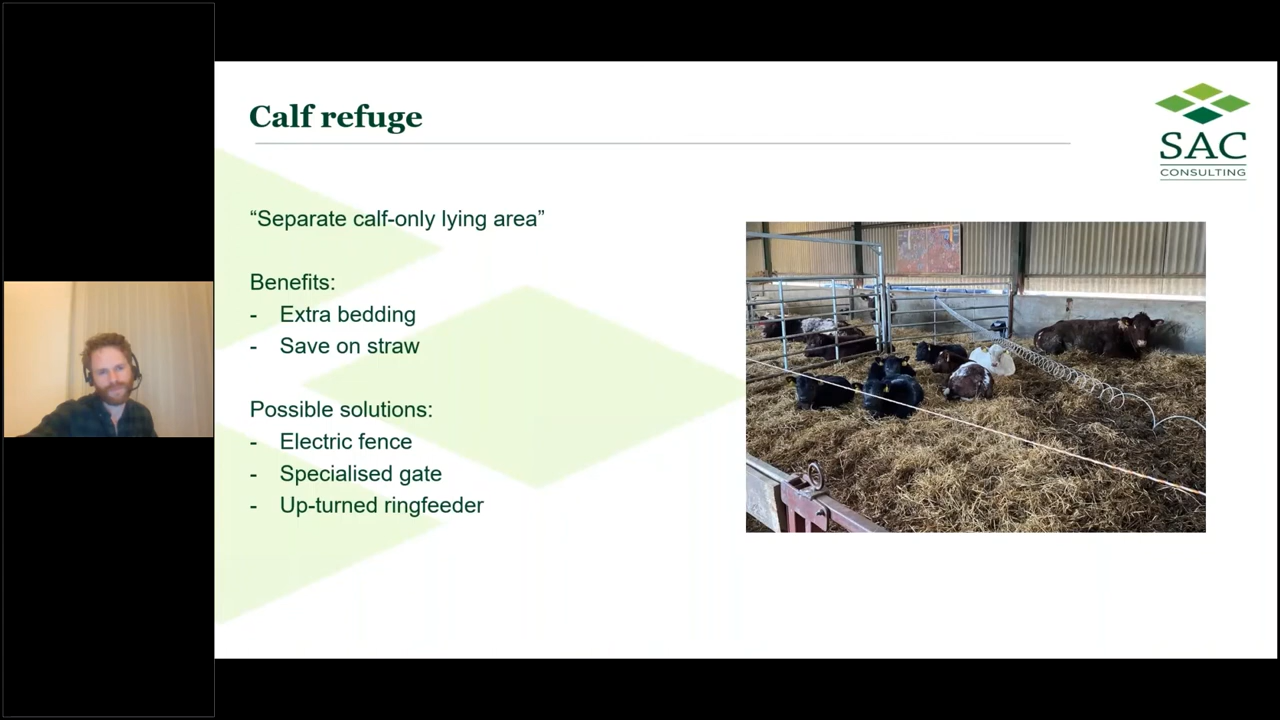 Calf refuge
SAC
CONSULTING
“Separate calf-only lying area”
Benefits:
- Extra bedding
- Save on straw
Possible solutions:
- Electric fence
- Specialised gate
- Up-turned ringfeeder